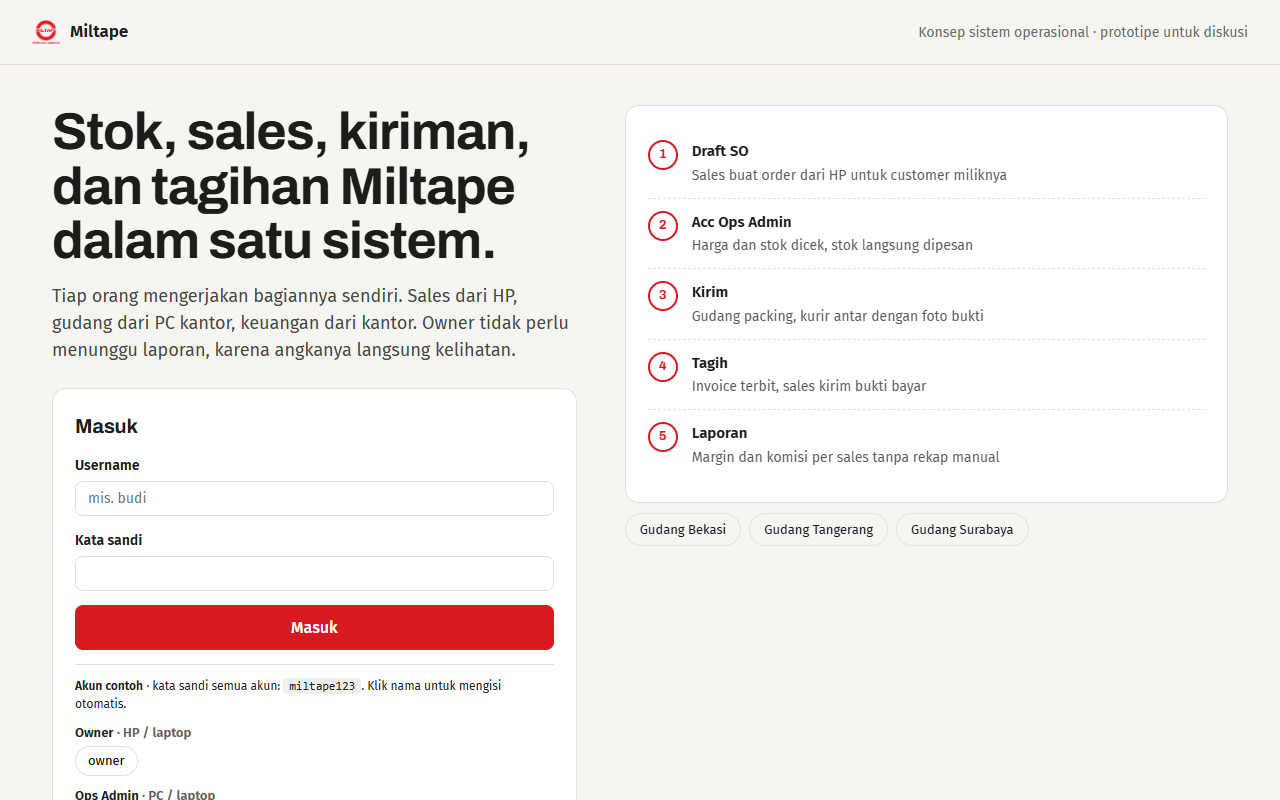 Miltape
Konsep sistem operasional · prototipe untuk diskusi
Stok, sales, kiriman,
dan tagihan Miltape
dalam satu sistem.
Tiap orang mengerjakan bagiannya sendiri. Sales dari HP,
gudang dari PC kantor, keuangan dari kantor. Owner tidak perlu
menunggu laporan, karena angkanya langsung kelihatan.
Masuk
Username
mis. budi
Kata sandi
Masuk
Akun contoh · kata sandi semua akun: miltape123. Klik nama untuk mengisi
otomatis.
Owner · HP / laptop
owner
Ops Admin · PC / laptop
1
Draft SO
Sales buat order dari HP untuk customer miliknya
2
Acc Ops Admin
Harga dan stok dicek, stok langsung dipesan
3
Kirim
Gudang packing, kurir antar dengan foto bukti
4
Tagih
Invoice terbit, sales kirim bukti bayar
5
Laporan
Margin dan komisi per sales tanpa rekap manual
Gudang Bekasi
Gudang Tangerang
Gudang Surabaya